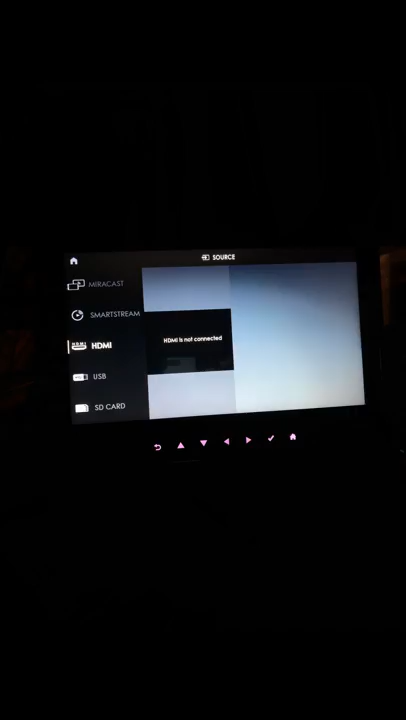 SOURCE
MIRACAST
SMARTSTREAM
HDMI
HDMI is not connected
USB
SD CARD